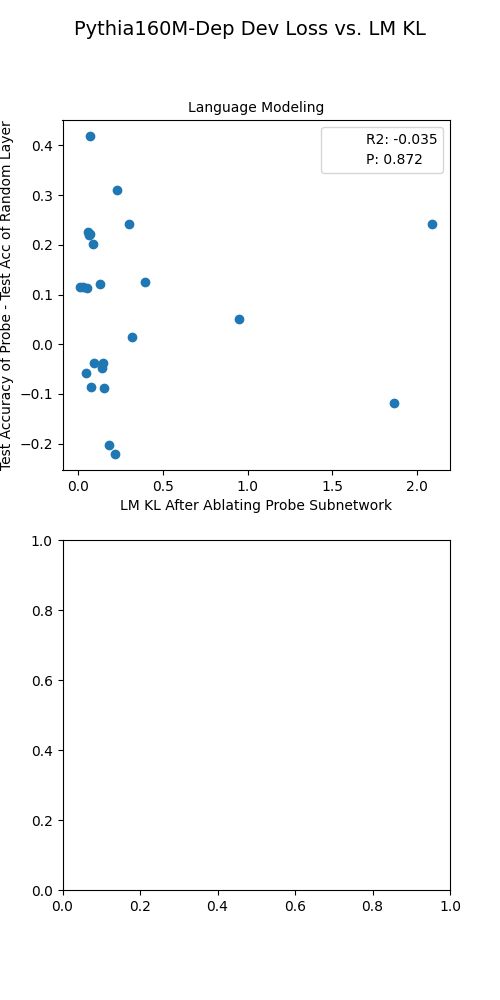 Pythia160M-Dep Dev Loss vs. LM KL
Language Modeling
Test Accuracy of Probe - Test Acc of Random Layer
R2: -0.035
P: 0.872
0.4
0.3
0.2
0.1
0.0
−0.1
−0.2
0.0 0.5 1.0 1.5 2.0
LM KL After Ablating Probe Subnetwork
1.0
0.8
0.6
0.4
0.2
0.0
0.0 0.2 0.4 0.6 0.8 1.0